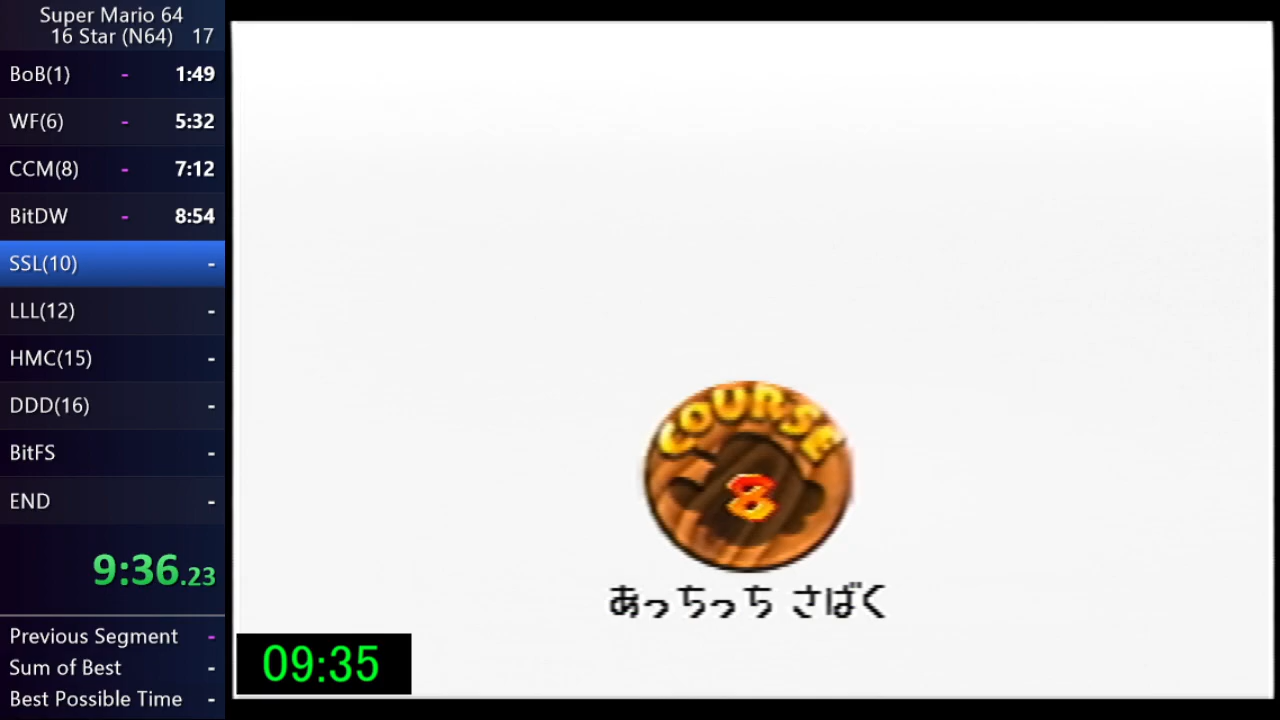 Super Mario 64
16 Star (N64) 17
BoB(1) - 1:49
WF(6) - 5:32
CCM(8) - 7:12
BitDW - 8:54
SSL(10) -
LLL(12) -
HMC(15) -
DDD(16) -
BitFS -
END -
9:36.23
Previous Segment -
Sum of Best -
Best Possible Time -
COURSE
8
あっちっち さばく
09:35